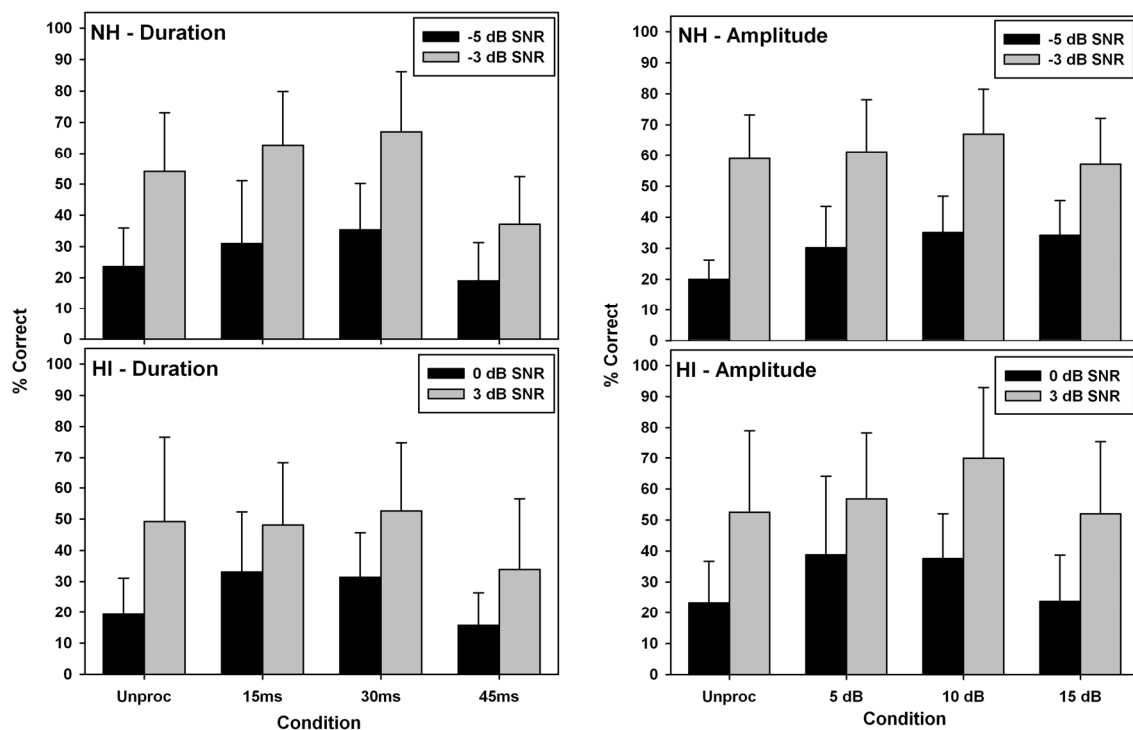 NH - Duration
-5 dB SNR
-3 dB SNR
100
90
80
70
60
50
40
30
20
10
0
HI - Duration
0 dB SNR
3 dB SNR
100
90
80
70
60
50
40
30
20
10
0
% Correct
Unproc 15ms 30ms 45ms
Condition
NH - Amplitude
-5 dB SNR
-3 dB SNR
100
90
80
70
60
50
40
30
20
10
0
HI - Amplitude
0 dB SNR
3 dB SNR
100
90
80
70
60
50
40
30
20
10
0
% Correct
Unproc 5 dB 10 dB 15 dB
Condition